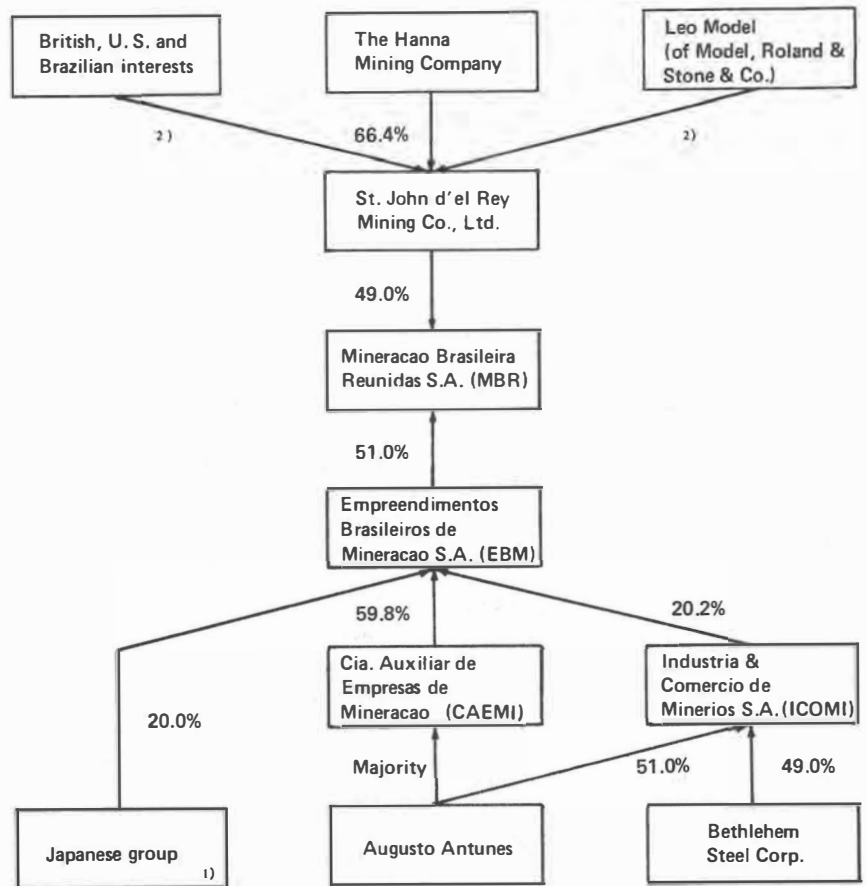 British, U. S. and
Brazilian interests
The Hanna
Mining Company
Leo Model
(of Model, Roland &
Stone & Co.)
2)
66.4%
2)
St. John d'el Rey
Mining Co., Ltd.
49.0%
Mineracao Brasileira
Reunidas S.A. (MBR)
51.0%
Empreendimentos
Brasileiros de
Mineracao S.A. (EBM)
59.8%
20.2%
Cia. Auxiliar de
Empresas de
Mineracao (CAEMI)
Industria &
Comercio de
Minerios S.A. (ICOMI)
20.0%
Majority
51.0%
49.0%
Japanese group
1)
Augusto Antunes
Bethlehem
Steel Corp.